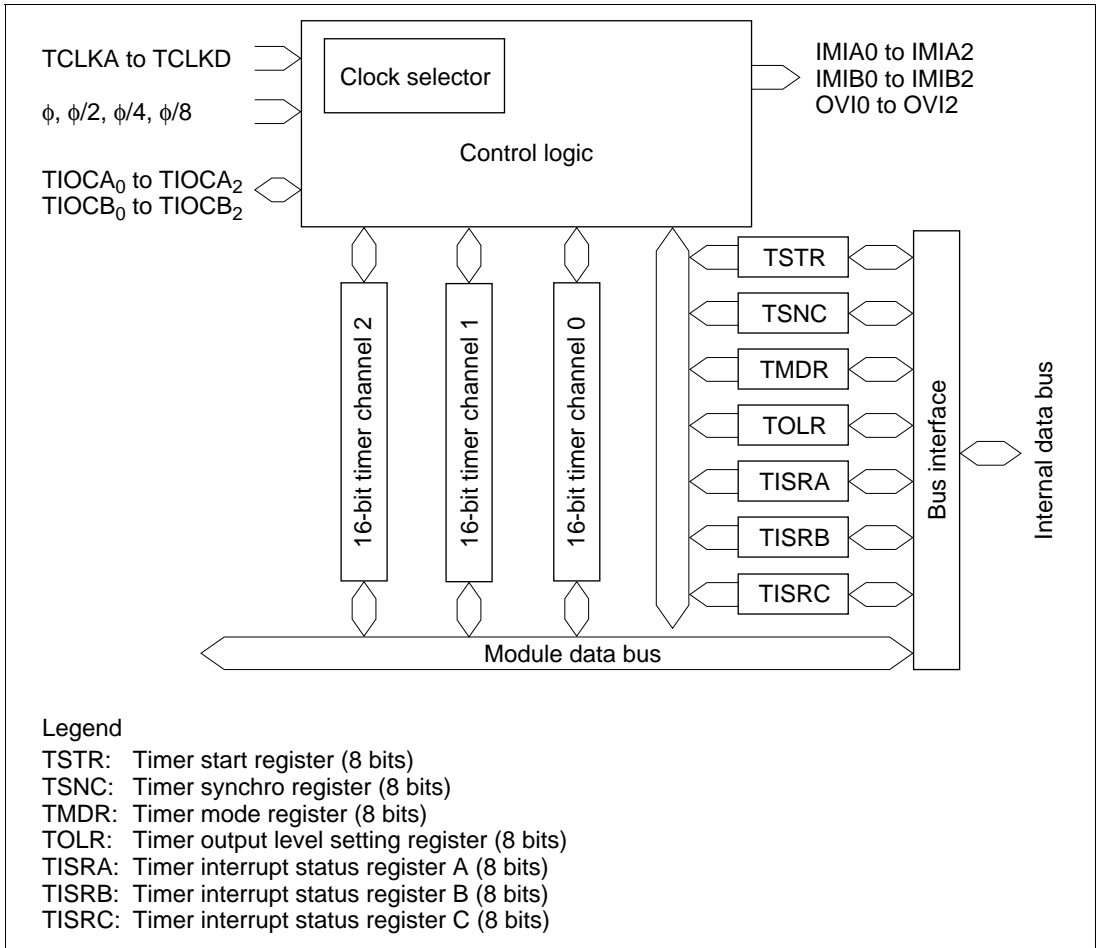 TCLKA to TCLKD
ϕ, ϕ/2, ϕ/4, ϕ/8
TIOCA₀ to TIOCA₂
TIOCB₀ to TIOCB₂
Clock selector
Control logic
IMIA0 to IMIA2
IMIB0 to IMIB2
OVI0 to OVI2
16-bit timer channel 2
16-bit timer channel 1
16-bit timer channel 0
TSTR
TSNC
TMDR
TOLR
TISRA
TISRB
TISRC
Bus interface
Internal data bus
Module data bus
Legend
TSTR: Timer start register (8 bits)
TSNC: Timer synchro register (8 bits)
TMDR: Timer mode register (8 bits)
TOLR: Timer output level setting register (8 bits)
TISRA: Timer interrupt status register A (8 bits)
TISRB: Timer interrupt status register B (8 bits)
TISRC: Timer interrupt status register C (8 bits)